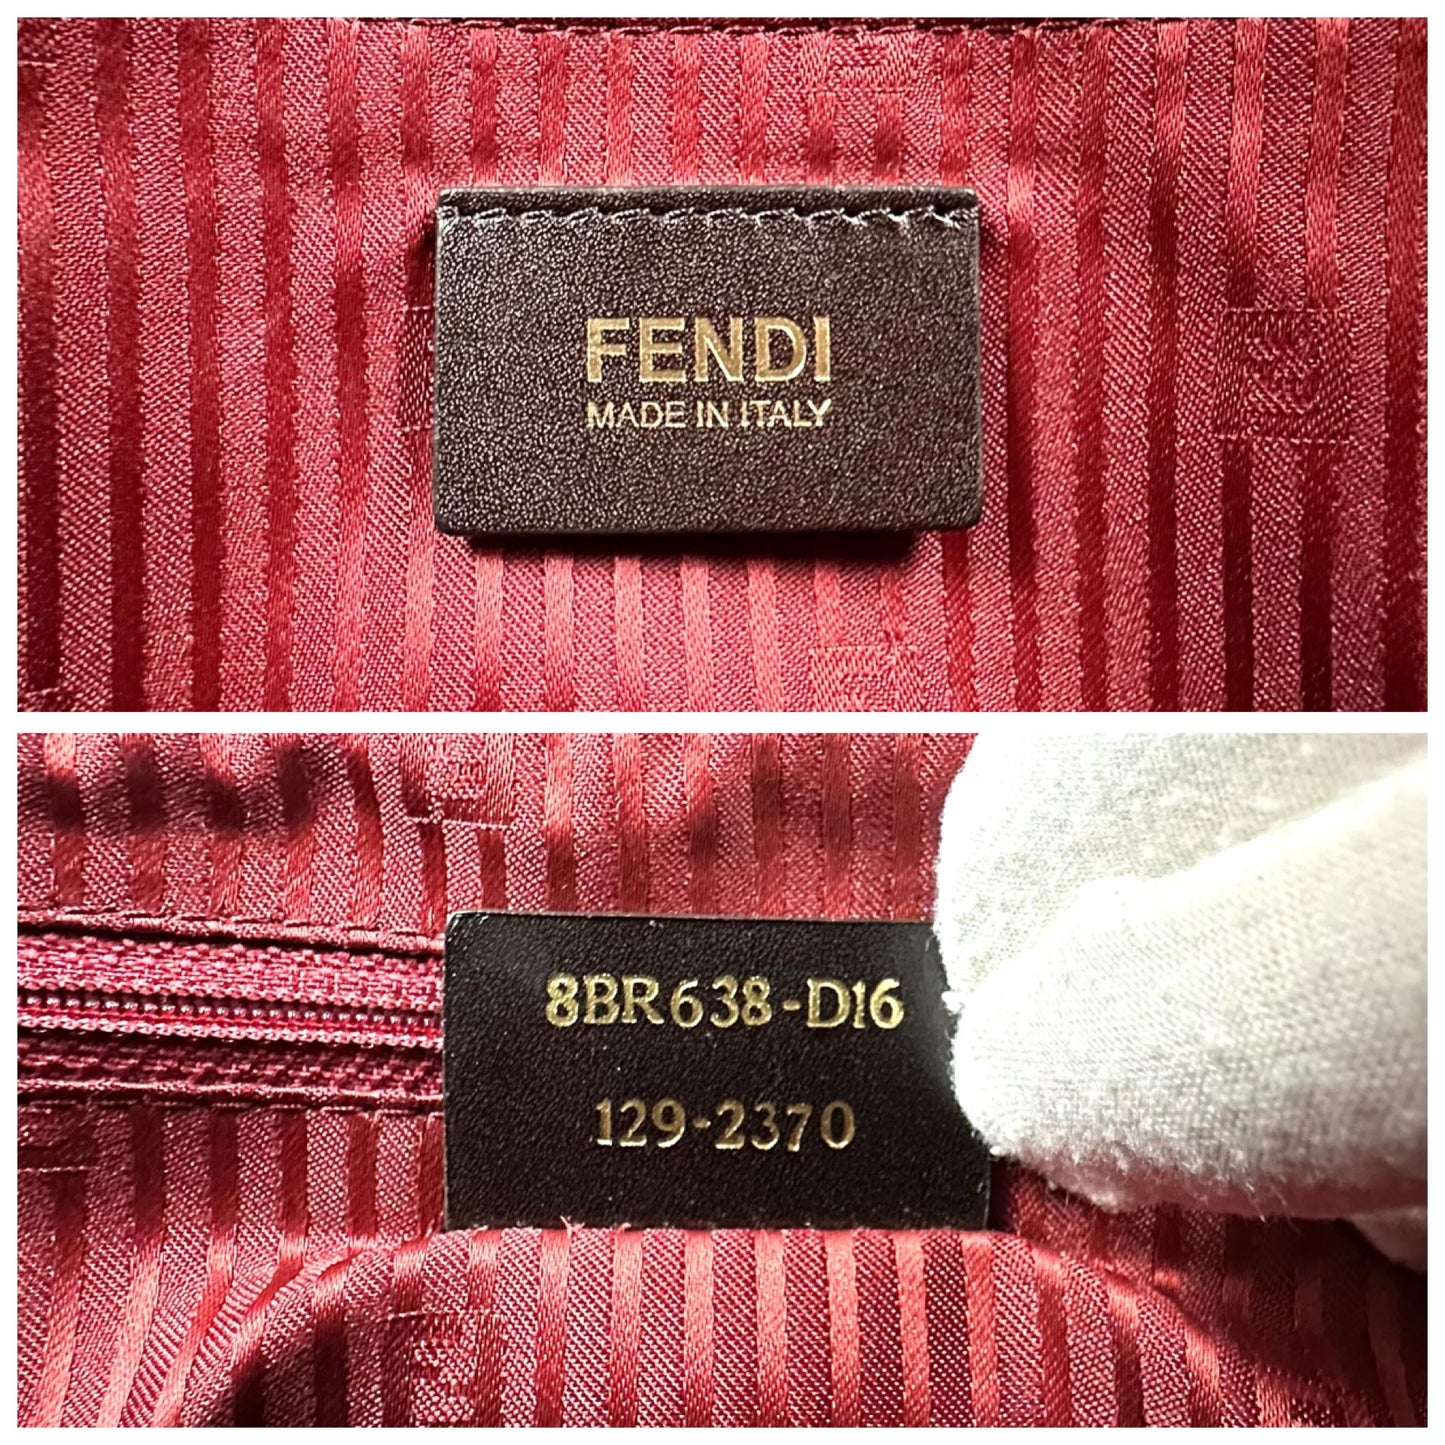 FENDI
MADE IN ITALY
8BR638-D16
129-2370